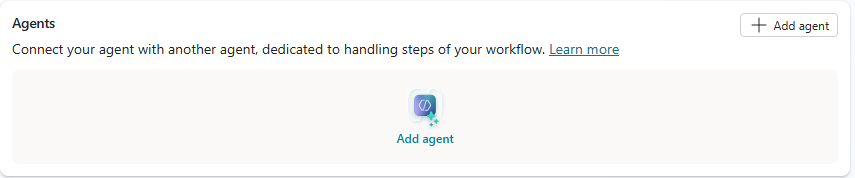 Agents
Add agent
Connect your agent with another agent, dedicated to handling steps of your workflow. Learn more
Add agent